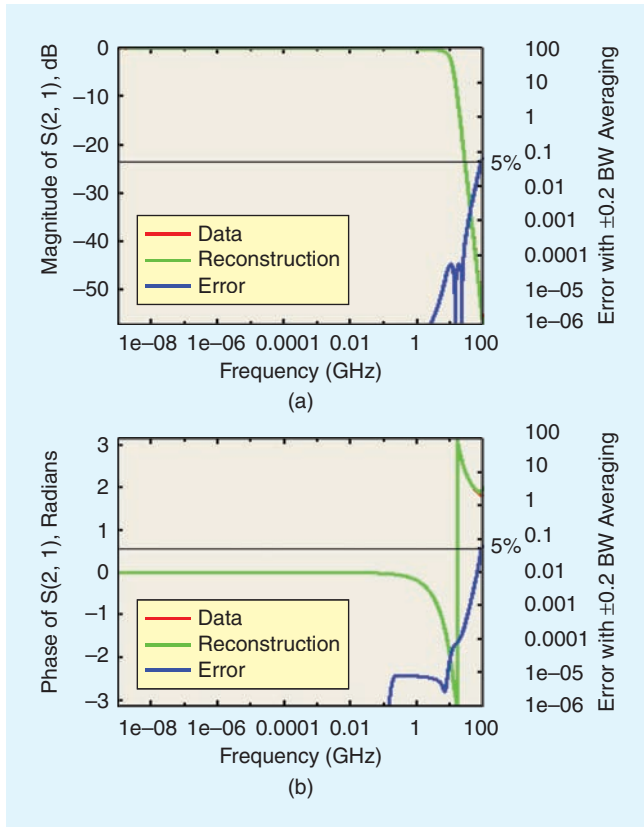 Magnitude of S(2, 1), dB
0
–10
–20
–30
–40
–50
100
10
1
0.1
0.01
0.001
0.0001
1e–05
1e–06
5%
Error with ±0.2 BW Averaging
Data
Reconstruction
Error
1e–08 1e–06 0.0001 0.01 1 100
Frequency (GHz)
(a)
Phase of S(2, 1), Radians
3
2
1
0
–1
–2
–3
100
10
1
0.1
0.01
0.001
0.0001
1e–05
1e–06
5%
Error with ±0.2 BW Averaging
Data
Reconstruction
Error
1e–08 1e–06 0.0001 0.01 1 100
Frequency (GHz)
(b)